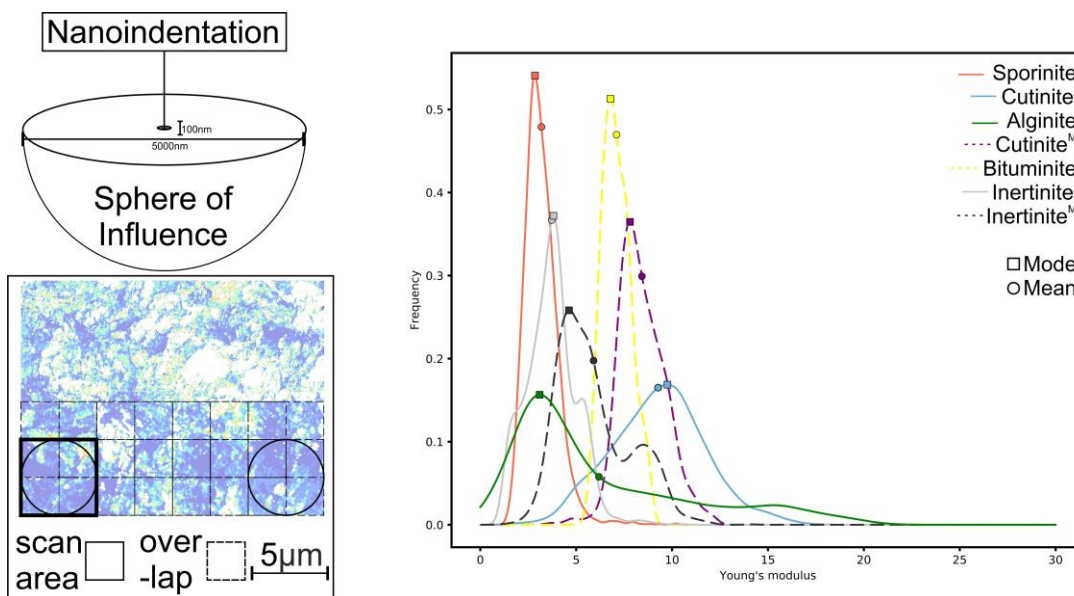 Nanoindentation
100nm
5000nm
Sphere of
Influence
scan
area
over
-lap
5μm
Frequency
0.5
0.4
0.3
0.2
0.1
0.0
0
5
10
15
20
25
30
Young's modulus
Sporinite
Cutinite
Alginite
Cutinite^M
Bituminite
Inertinite
Inertinite^M
Mode
Mean